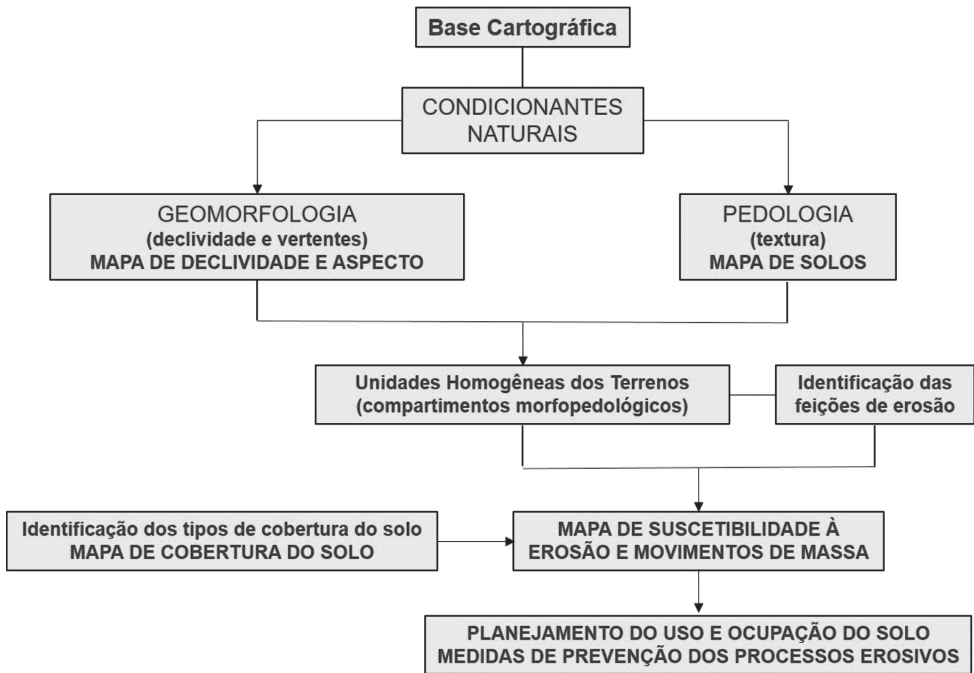 Base Cartográfica
CONDICIONANTES
NATURAIS
GEOMORFOLOGIA
(declividade e vertentes)
MAPA DE DECLIVIDADE E ASPECTO
PEDOLOGIA
(textura)
MAPA DE SOLOS
Unidades Homogêneas dos Terrenos
(compartimentos morfopedológicos)
Identificação das
feições de erosão
Identificação dos tipos de cobertura do solo
MAPA DE COBERTURA DO SOLO
MAPA DE SUSCETIBILIDADE À
EROSÃO E MOVIMENTOS DE MASSA
PLANEJAMENTO DO USO E OCUPAÇÃO DO SOLO
MEDIDAS DE PREVENÇÃO DOS PROCESSOS EROSIVOS